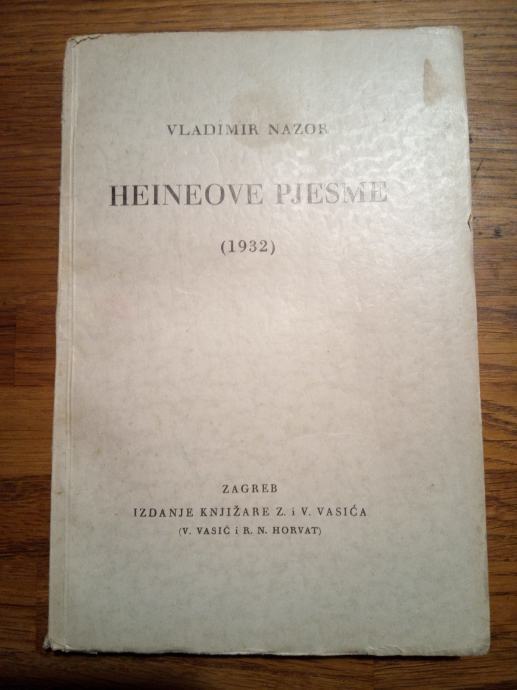 VLADIMIR NAZOR
HEINEOVE PJESME
(1932)
ZAGREB
IZDANJE KNJIŽARE Z. i V. VASIĆA
(V. VASIĆ i R. N. HORVAT)